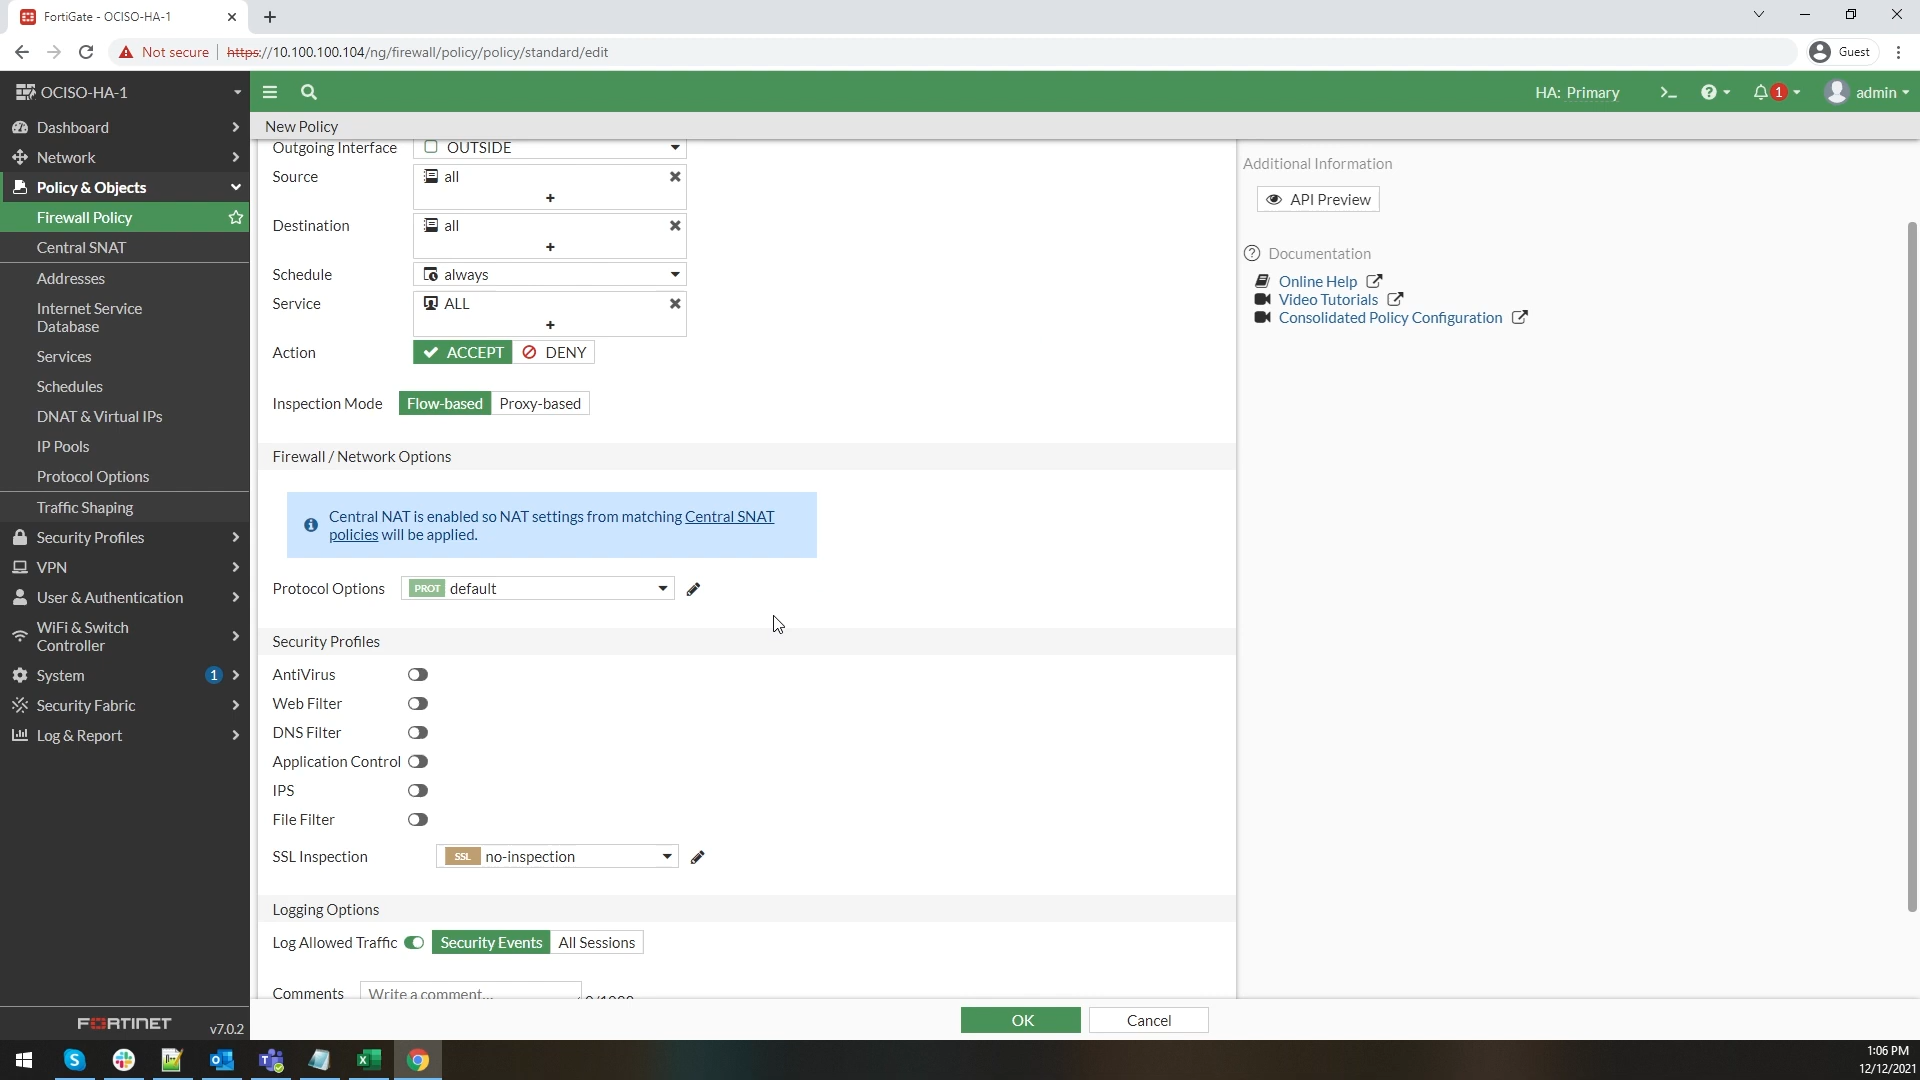 FortiGate - OCISO-HA-1
Not secure
https://10.100.100.104/ng/firewall/policy/policy/standard/edit
Guest
OCISO-HA-1
HA: Primary
>_
1
admin
Dashboard
Network
Policy & Objects
Firewall Policy
Central SNAT
Addresses
Internet Service
Database
Services
Schedules
DNAT & Virtual IPs
IP Pools
Protocol Options
Traffic Shaping
Security Profiles
VPN
User & Authentication
WiFi & Switch
Controller
System
1
Security Fabric
Log & Report
FORTINET
v7.0.2
New Policy
Outgoing Interface
OUTSIDE
Source
all
+
Destination
all
+
Schedule
always
Service
ALL
+
Action
ACCEPT
DENY
Inspection Mode
Flow-based
Proxy-based
Firewall / Network Options
Central NAT is enabled so NAT settings from matching Central SNAT
policies will be applied.
Protocol Options
PROT
default
Security Profiles
AntiVirus
Web Filter
DNS Filter
Application Control
IPS
File Filter
SSL Inspection
SSL
no-inspection
Logging Options
Log Allowed Traffic
Security Events
All Sessions
Comments
Write a comment...
0/1023
OK
Cancel
Additional Information
API Preview
Documentation
Online Help
Video Tutorials
Consolidated Policy Configuration
1:06 PM
12/12/2021